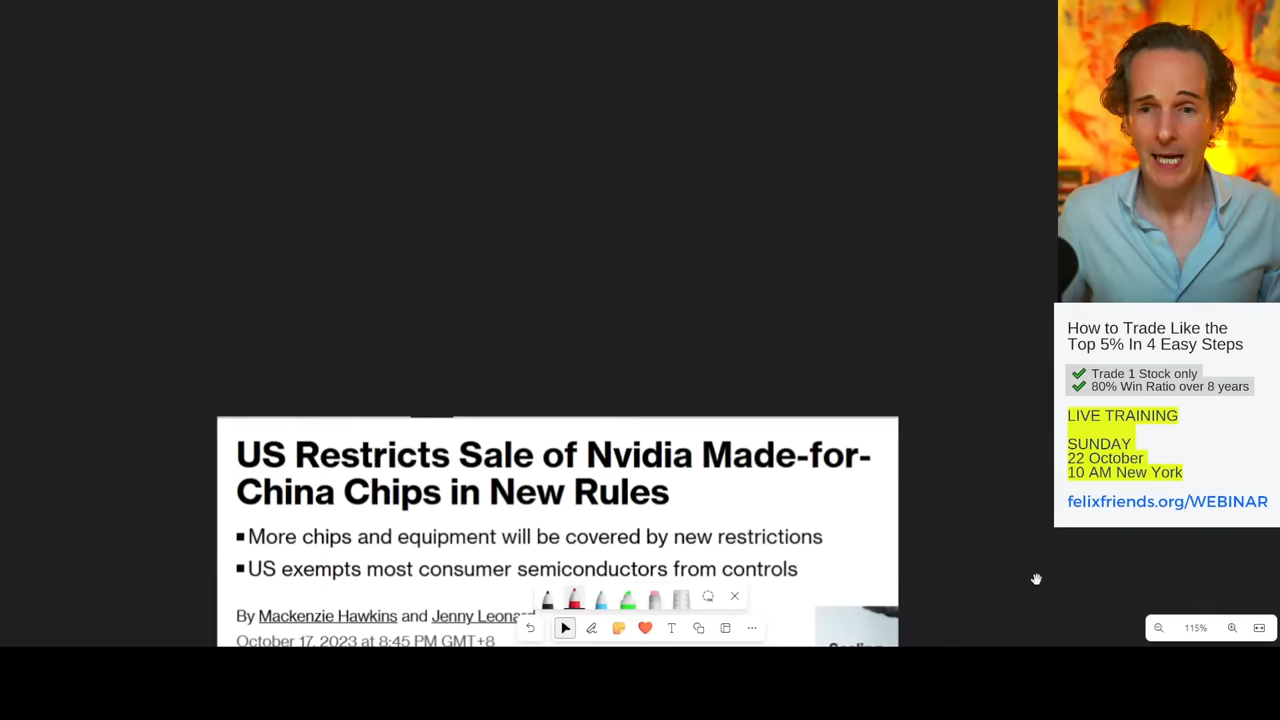 US Restricts Sale of Nvidia Made-for-
China Chips in New Rules
▪More chips and equipment will be covered by new restrictions
▪US exempts most consumer semiconductors from controls
By Mackenzie Hawkins and Jenny Leonard
October 17, 2023 at 8:45 PM GMT+8
How to Trade Like the
Top 5% In 4 Easy Steps
Trade 1 Stock only
80% Win Ratio over 8 years
LIVE TRAINING
SUNDAY
22 October
10 AM New York
felixfriends.org/WEBINAR
T
115%